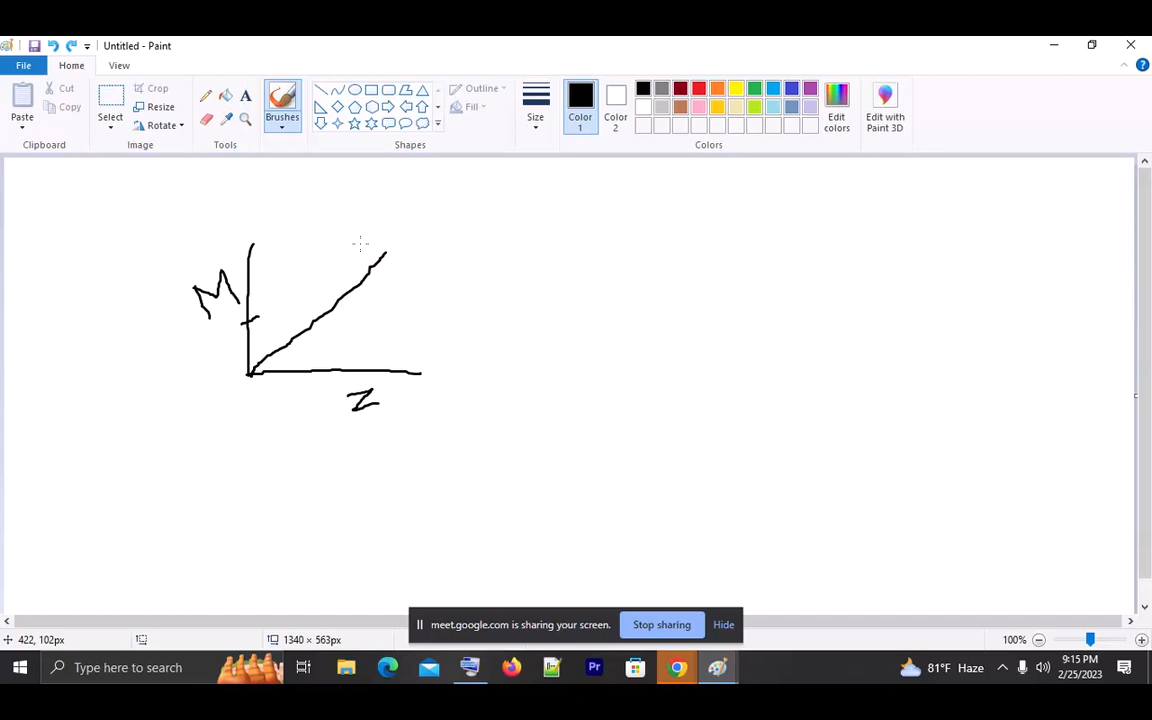 Untitled - Paint
File
Home
View
Paste
Cut
Copy
Select
Crop
Resize
Rotate
Brushes
Outline
Fill
Size
Color 1
Color 2
Edit colors
Edit with Paint 3D
Clipboard
Image
Tools
Shapes
Colors
M
Z
meet.google.com is sharing your screen.
Stop sharing
Hide
422, 102px
1340 × 563px
100%
Type here to search
Pr
81°F Haze
9:15 PM
2/25/2023